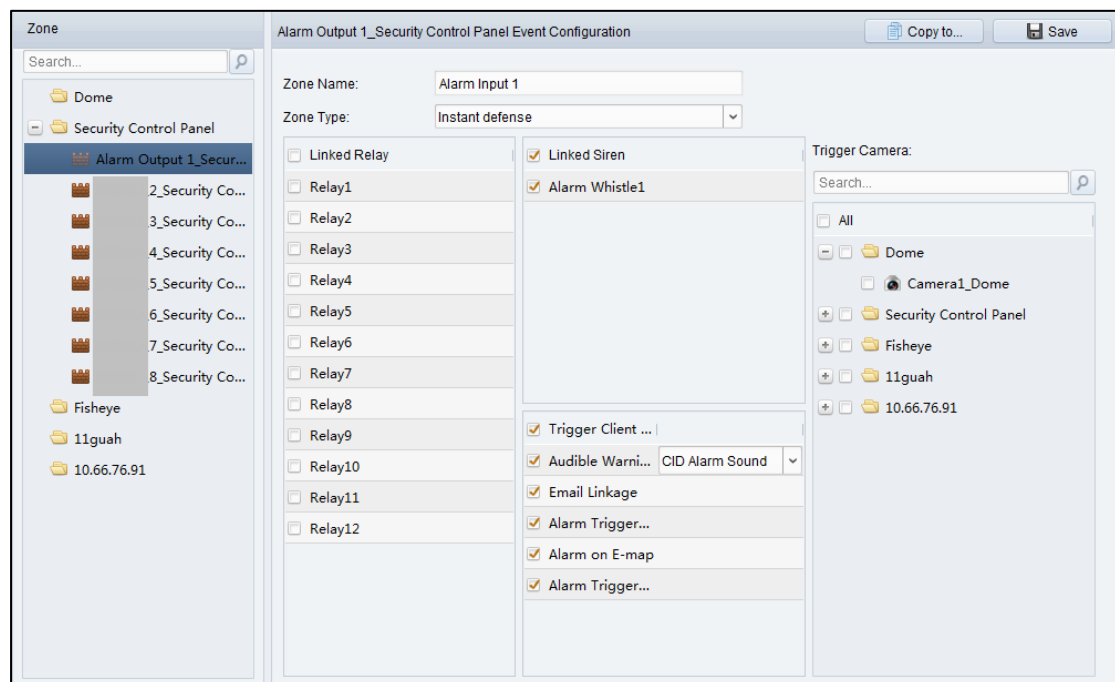 Zone
Search...
Dome
Security Control Panel
Alarm Output 1_Secur...
2_Security Co...
3_Security Co...
4_Security Co...
5_Security Co...
6_Security Co...
7_Security Co...
8_Security Co...
Fisheye
11guah
10.66.76.91
Alarm Output 1_Security Control Panel Event Configuration
Copy to...
Save
Zone Name:
Alarm Input 1
Zone Type:
Instant defense
Linked Relay
Relay1
Relay2
Relay3
Relay4
Relay5
Relay6
Relay7
Relay8
Relay9
Relay10
Relay11
Relay12
Linked Siren
Alarm Whistle1
Trigger Client ...
Audible Warni... CID Alarm Sound
Email Linkage
Alarm Trigger...
Alarm on E-map
Alarm Trigger...
Trigger Camera:
Search...
All
Dome
Camera1_Dome
Security Control Panel
Fisheye
11guah
10.66.76.91